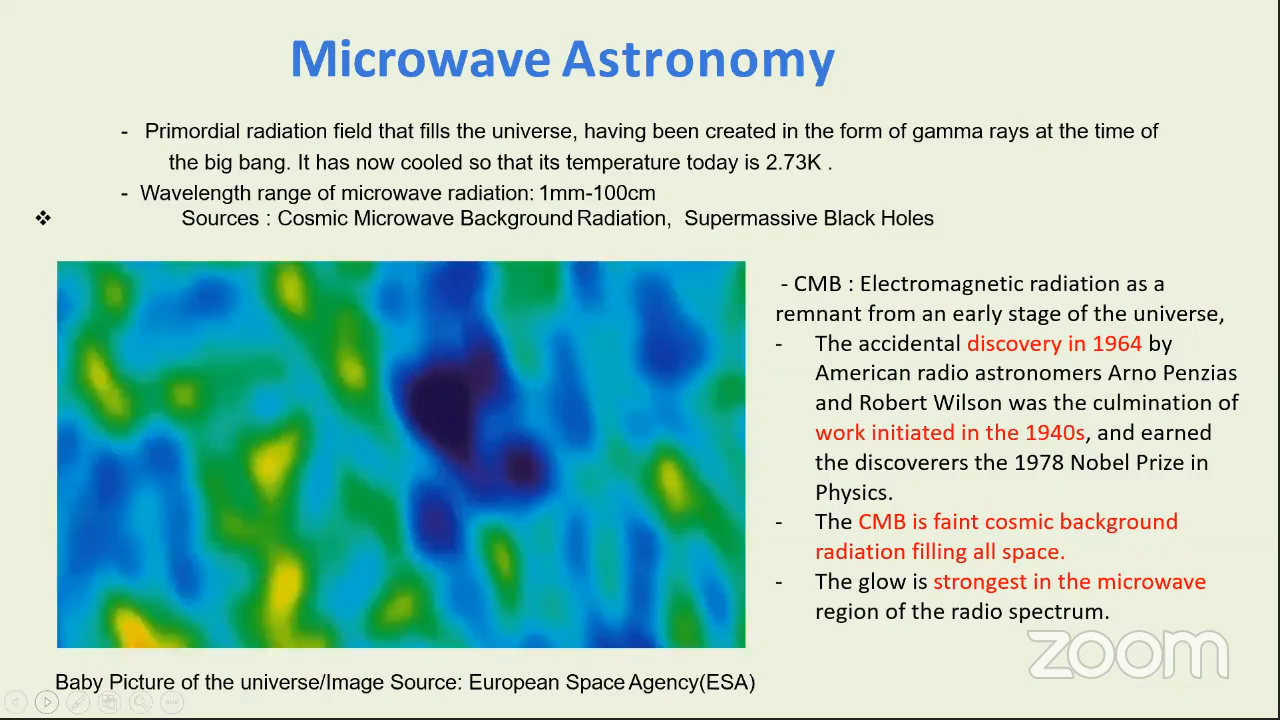 Microwave Astronomy
- Primordial radiation field that fills the universe, having been created in the form of gamma rays at the time of
the big bang. It has now cooled so that its temperature today is 2.73K .
- Wavelength range of microwave radiation: 1mm-100cm
❖ Sources : Cosmic Microwave Background Radiation, Supermassive Black Holes
- CMB : Electromagnetic radiation as a
remnant from an early stage of the universe,
- The accidental discovery in 1964 by
American radio astronomers Arno Penzias
and Robert Wilson was the culmination of
work initiated in the 1940s, and earned
the discoverers the 1978 Nobel Prize in
Physics.
- The CMB is faint cosmic background
radiation filling all space.
- The glow is strongest in the microwave
region of the radio spectrum.
zoom
Baby Picture of the universe/Image Source: European Space Agency(ESA)